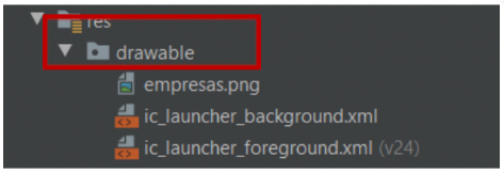 res
drawable
empresas.png
ic_launcher_background.xml
ic_launcher_foreground.xml (v24)